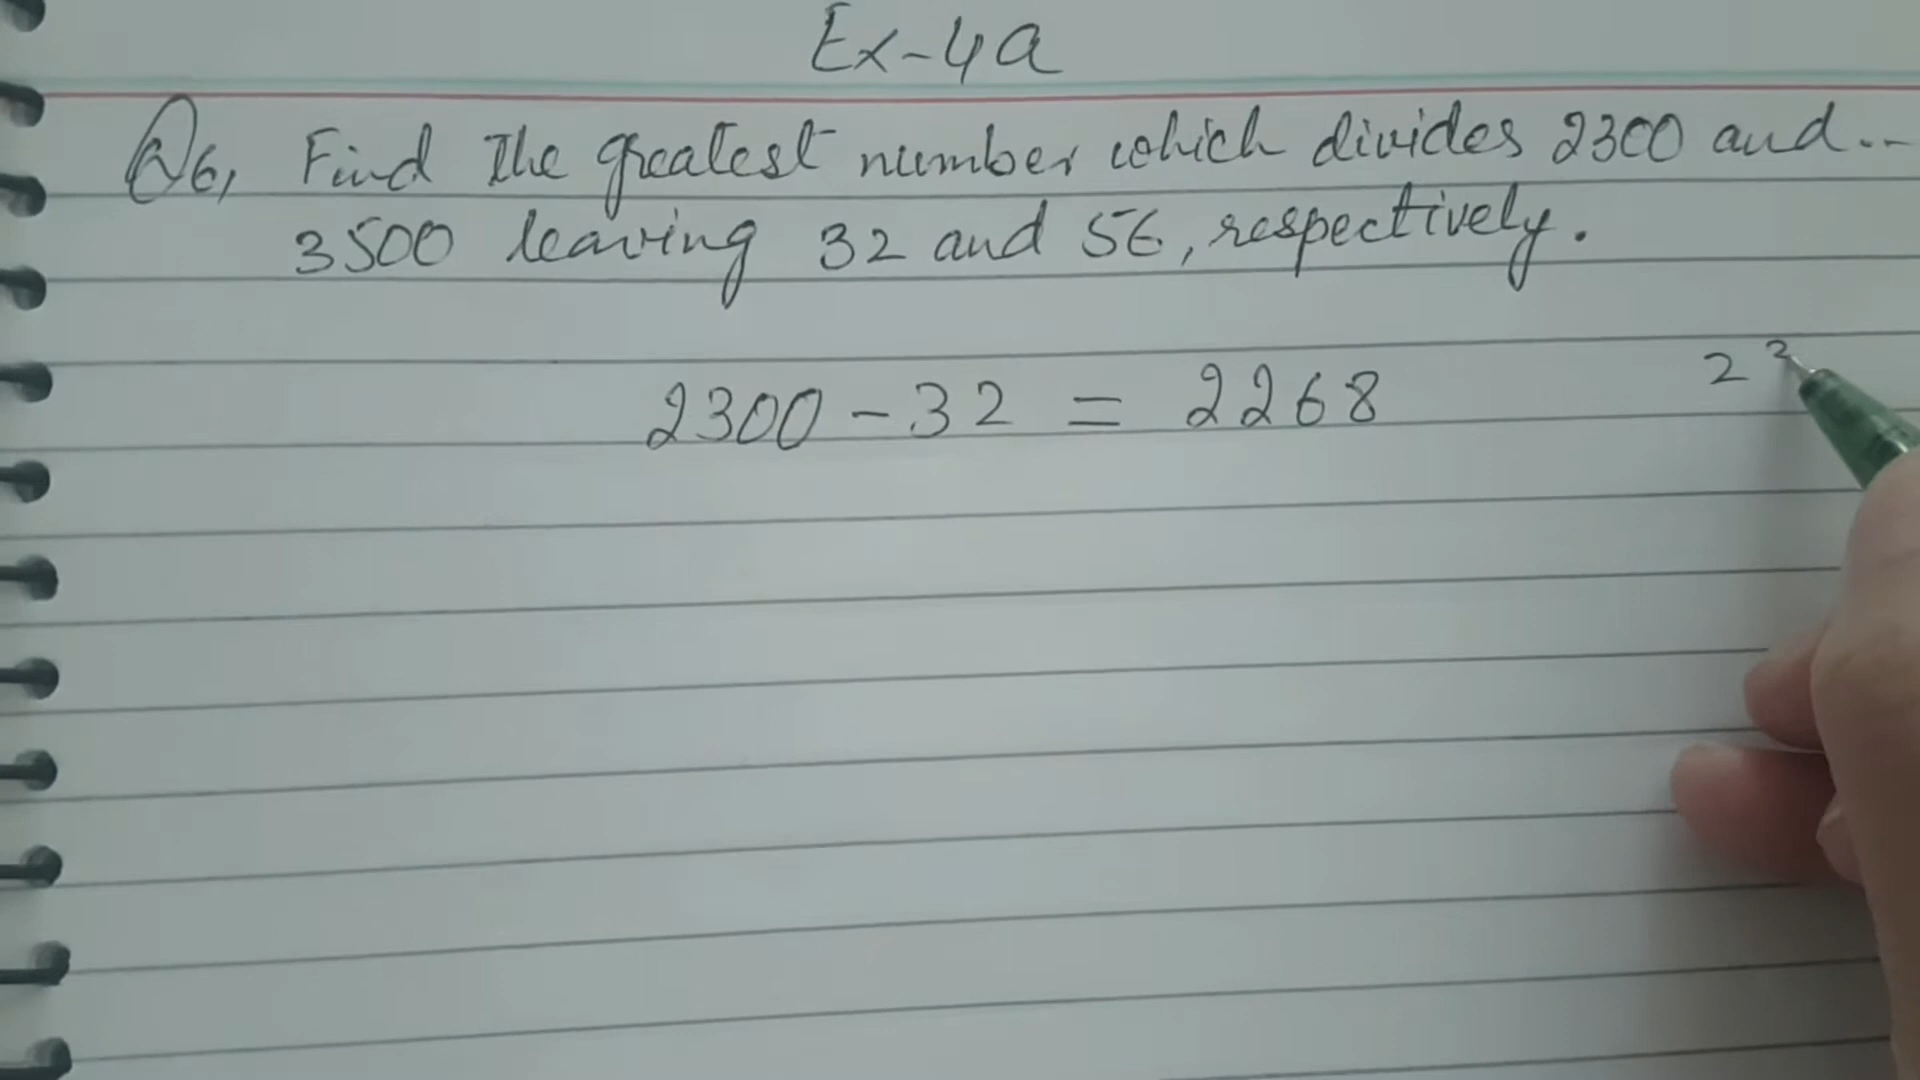 Ex-4a
Q6, Find the greatest number which divides 2300 and..
3500 leaving 32 and 56, respectively.
2300 - 32 = 2268
2 3